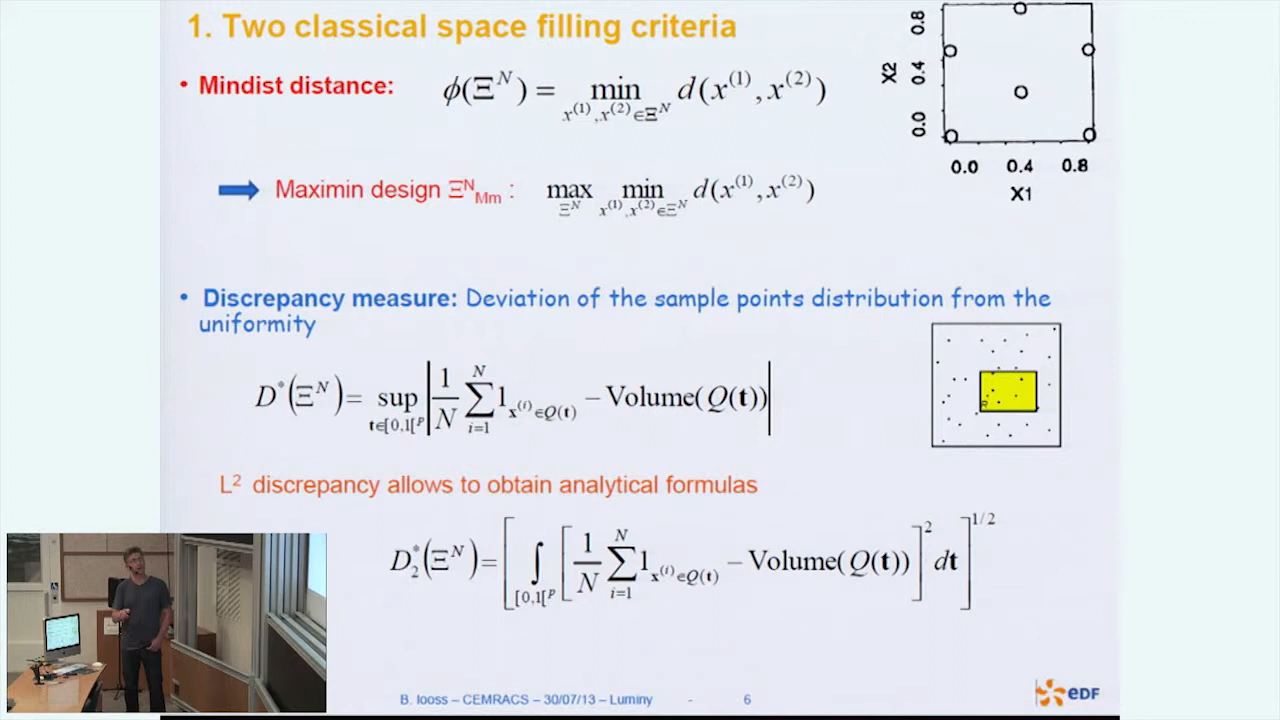 1. Two classical space filling criteria
• Mindist distance: ϕ(Ξ^N) = min_{x^(1),x^(2)∈Ξ^N} d(x^(1), x^(2))
Maximin design Ξ^N_Mm : max_{Ξ^N} min_{x^(1),x^(2)∈Ξ^N} d(x^(1), x^(2))
X2
0.0 0.4 0.8
0.0 0.4 0.8
X1
• Discrepancy measure: Deviation of the sample points distribution from the
uniformity
D^*(Ξ^N) = sup_{t∈[0,1[^p} |1/N ∑_{i=1}^N 1_{x^(i)∈Q(t)} − Volume(Q(t))|
L² discrepancy allows to obtain analytical formulas
D_2^*(Ξ^N) = [∫_{[0,1[^p} [1/N ∑_{i=1}^N 1_{x^(i)∈Q(t)} − Volume(Q(t))]^2 dt]^{1/2}
B. Iooss – CEMRACS – 30/07/13 – Luminy - 6
eDF